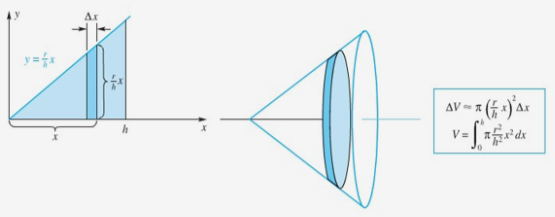 y
Δx
y = r/h x
r/h x
x
h
x
ΔV ≈ π (r/h x)² Δx
V = ∫₀ʰ π r²/h² x² dx